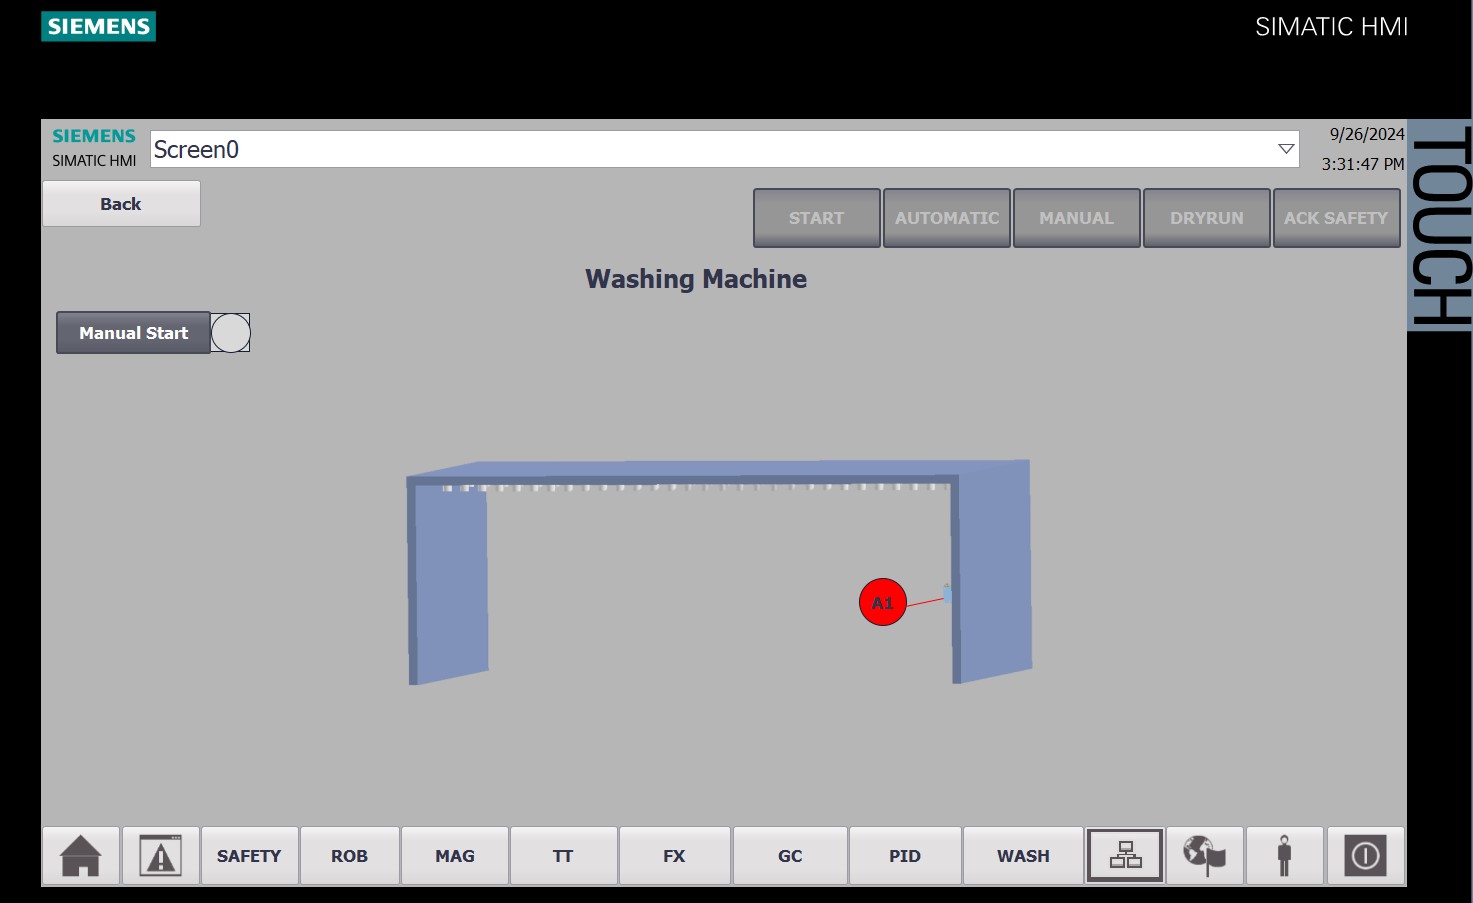 SIEMENS
SIMATIC HMI
SIEMENS
SIMATIC HMI
Screen0
9/26/2024
3:31:47 PM
TOUCH
Back
START
AUTOMATIC
MANUAL
DRYRUN
ACK SAFETY
Washing Machine
Manual Start
A1
SAFETY
ROB
MAG
TT
FX
GC
PID
WASH